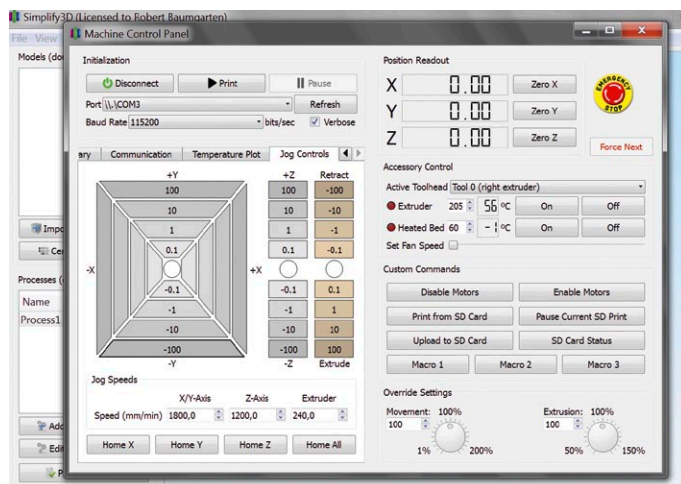 Simplify3D (Licensed to Robert Baumgarten)
File View
Machine Control Panel
Models (dou
Initialization
Disconnect
Print
Pause
Port \\.\COM3
Refresh
Baud Rate 115200 bits/sec Verbose
ary Communication Temperature Plot Jog Controls
+Y +Z Retract
100 100 -100
10 10 -10
1 1 -1
0.1 0.1 -0.1
-X +X
-0.1 -0.1 0.1
-1 -1 1
-10 -10 10
-100 -100 100
-Y -Z Extrude
Jog Speeds
X/Y-Axis Z-Axis Extruder
Speed (mm/min) 1800,0 1200,0 240,0
Home X Home Y Home Z Home All
Impo
Cen
Processes (
Name
Process1
Add
Edit
P
Position Readout
X 0.00 Zero X
Y 0.00 Zero Y
Z 0.00 Zero Z
EMERGENCY
STOP
Force Next
Accessory Control
Active Toolhead Tool 0 (right extruder)
Extruder 205 56 °C On Off
Heated Bed 60 -1 °C On Off
Set Fan Speed
Custom Commands
Disable Motors Enable Motors
Print from SD Card Pause Current SD Print
Upload to SD Card SD Card Status
Macro 1 Macro 2 Macro 3
Override Settings
Movement: 100% Extrusion: 100%
100 100
1% 200% 50% 150%